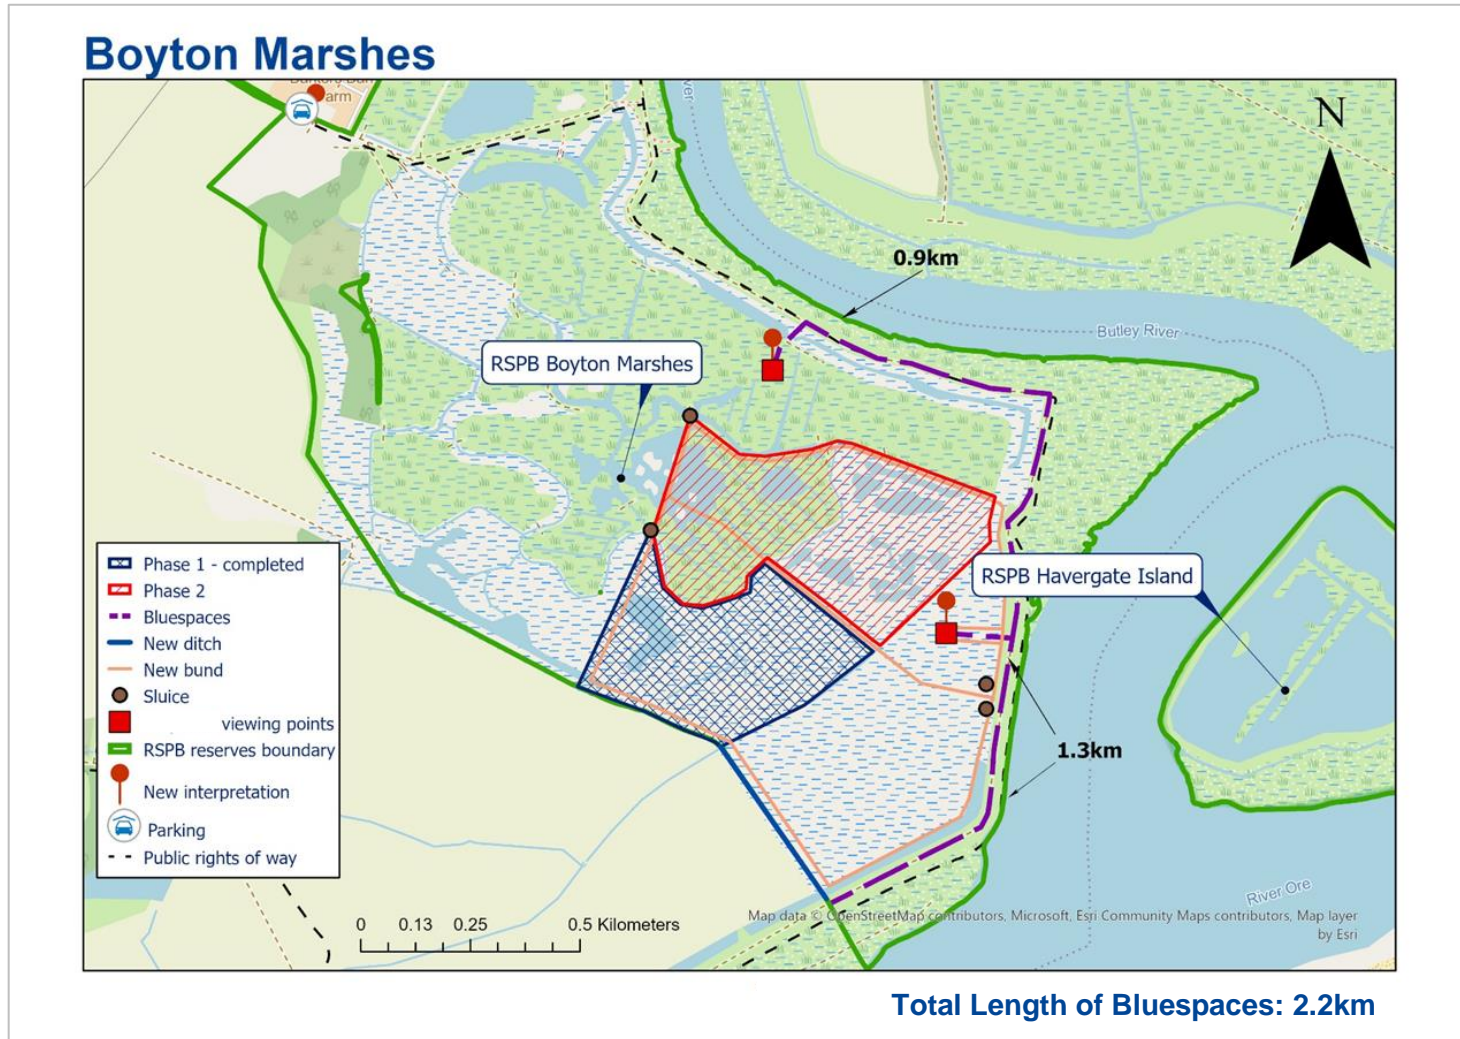 Boyton Marshes
arm
N
0.9km
Butley River
RSPB Boyton Marshes
RSPB Havergate Island
Phase 1 - completed
Phase 2
Bluespaces
New ditch
New bund
Sluice
viewing points
RSPB reserves boundary
New interpretation
Parking
Public rights of way
1.3km
River Ore
0 0.13 0.25 0.5 Kilometers
Map data © OpenStreetMap contributors, Microsoft, Esri Community Maps contributors, Map layer
by Esri
Total Length of Bluespaces: 2.2km